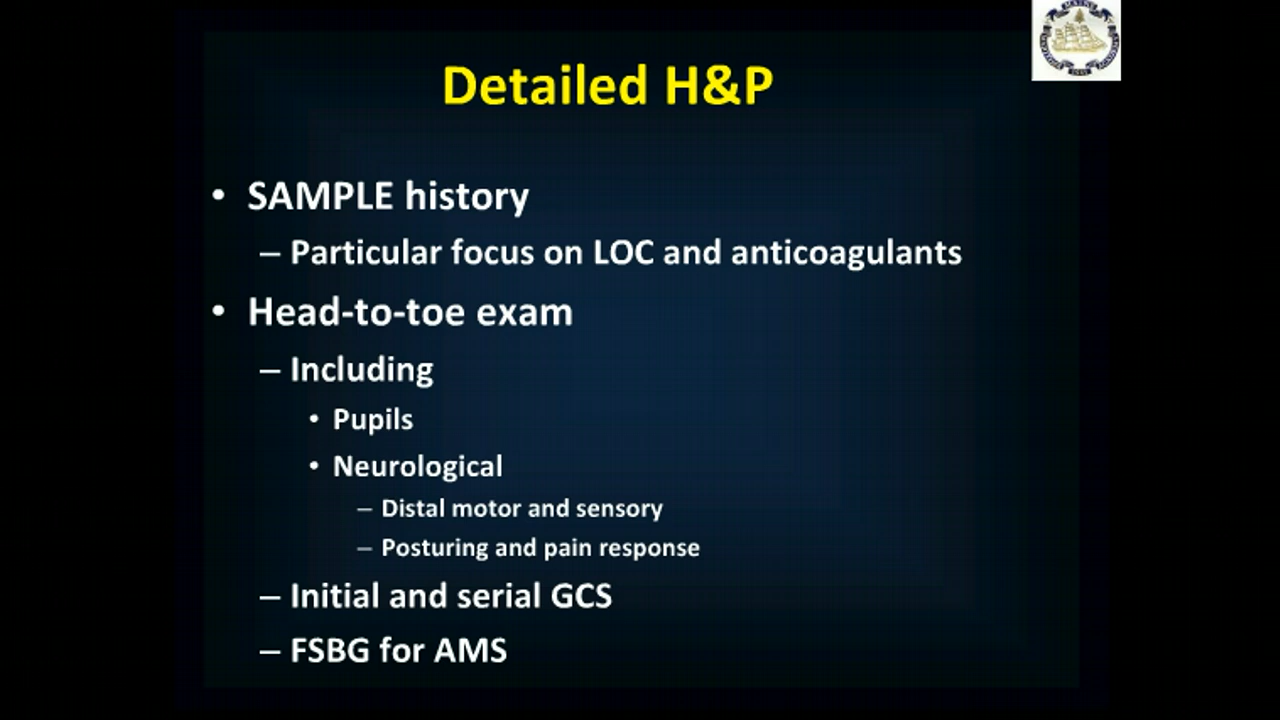 Detailed H&P
• SAMPLE history
– Particular focus on LOC and anticoagulants
• Head-to-toe exam
– Including
• Pupils
• Neurological
– Distal motor and sensory
– Posturing and pain response
– Initial and serial GCS
– FSBG for AMS